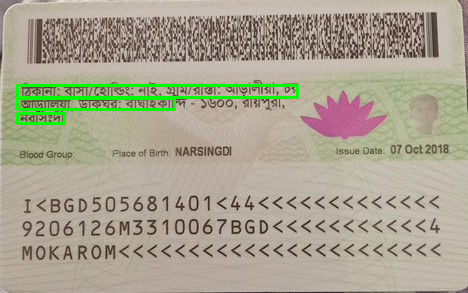 ঠিকানা: বাসা/হোল্ডিং: নাই, গ্রাম/রাস্তা: আড়ালীয়া, চর
আড়ালিয়া, ডাকঘর: বাঘাইকান্দি - ১৬০০, রায়পুরা,
নরসিংদী
Blood Group: Place of Birth: NARSINGDI Issue Date: 07 Oct 2018
I<BGD505681401<44<<<<<<<<<<<<<
9206126M3310067BGD<<<<<<<<<<<4
MOKAROM<<<<<<<<<<<<<<<<<<<<<<<